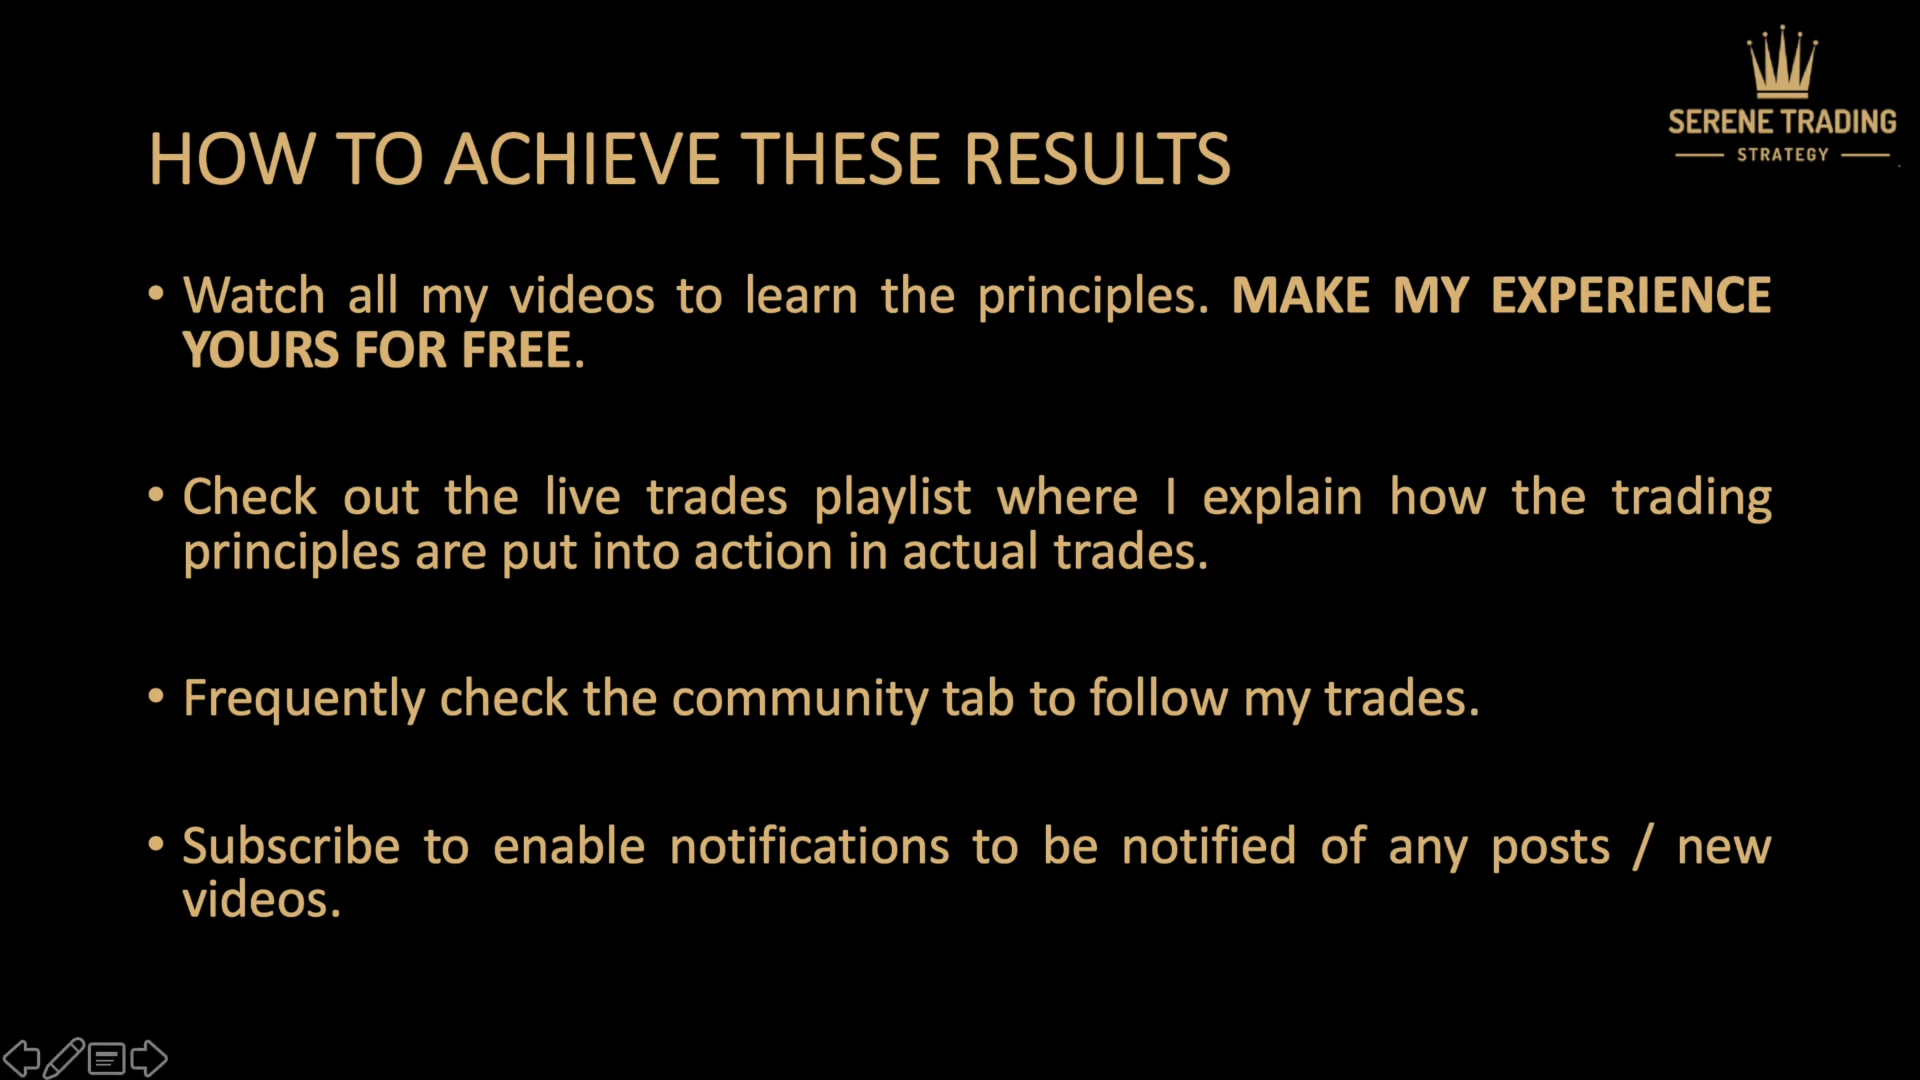 SERENE TRADING
STRATEGY
HOW TO ACHIEVE THESE RESULTS
• Watch all my videos to learn the principles. MAKE MY EXPERIENCE
YOURS FOR FREE.
• Check out the live trades playlist where I explain how the trading
principles are put into action in actual trades.
• Frequently check the community tab to follow my trades.
• Subscribe to enable notifications to be notified of any posts / new
videos.